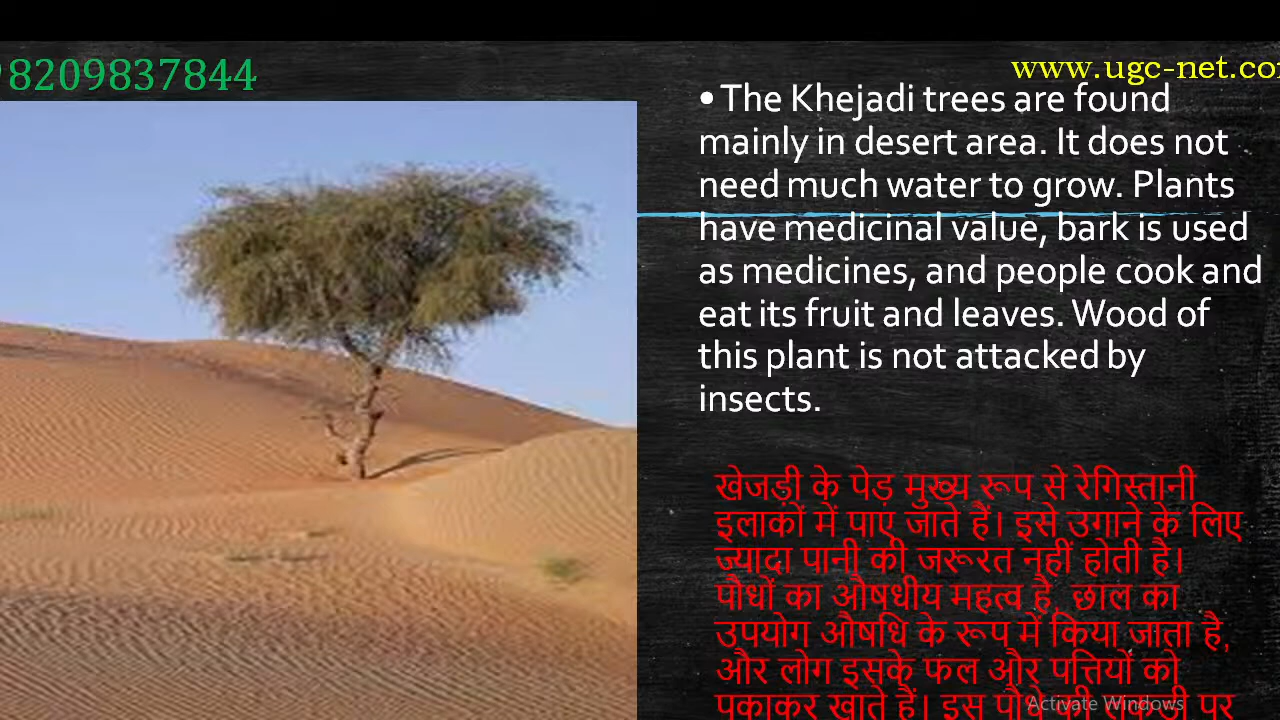 98209837844
www.ugc-net.co
• The Khejadi trees are found
mainly in desert area. It does not
need much water to grow. Plants
have medicinal value, bark is used
as medicines, and people cook and
eat its fruit and leaves. Wood of
this plant is not attacked by
insects.
खेजड़ी के पेड़ मुख्य रूप से रेगिस्तानी
इलाकों में पाए जाते हैं। इसे उगाने के लिए
ज्यादा पानी की जरूरत नहीं होती है।
पौधों का औषधीय महत्व है, छाल का
उपयोग औषधि के रूप में किया जाता है,
और लोग इसके फल और पत्तियों को
पकाकर खाते हैं। इस पौधे की पर
Activate Windows